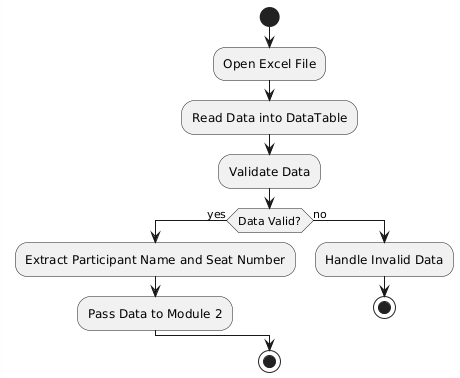 Open Excel File
Read Data into DataTable
Validate Data
yes
Data Valid?
no
Extract Participant Name and Seat Number
Handle Invalid Data
Pass Data to Module 2